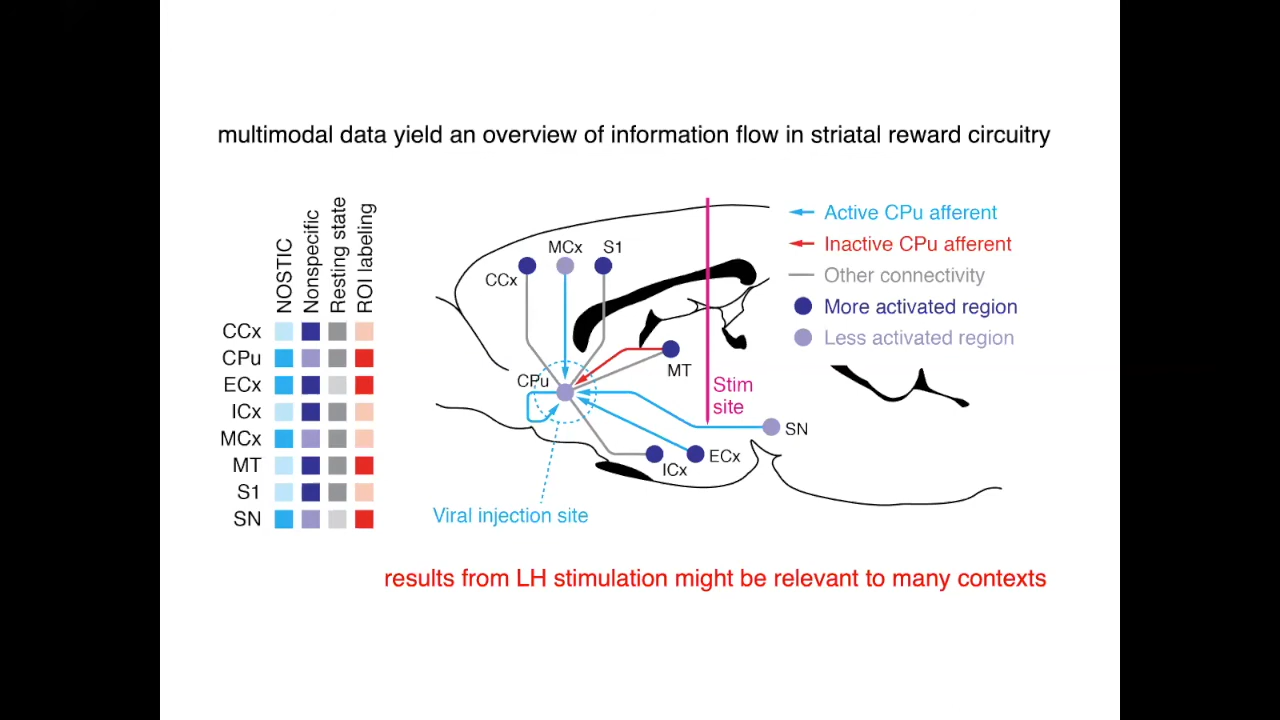 multimodal data yield an overview of information flow in striatal reward circuitry
NOSTIC
Nonspecific
Resting state
ROI labeling
CCx
CPu
ECx
ICx
MCx
MT
S1
SN
MCx
S1
CCx
CPu
MT
Stim
site
SN
ECx
ICx
Viral injection site
Active CPu afferent
Inactive CPu afferent
Other connectivity
More activated region
Less activated region
results from LH stimulation might be relevant to many contexts